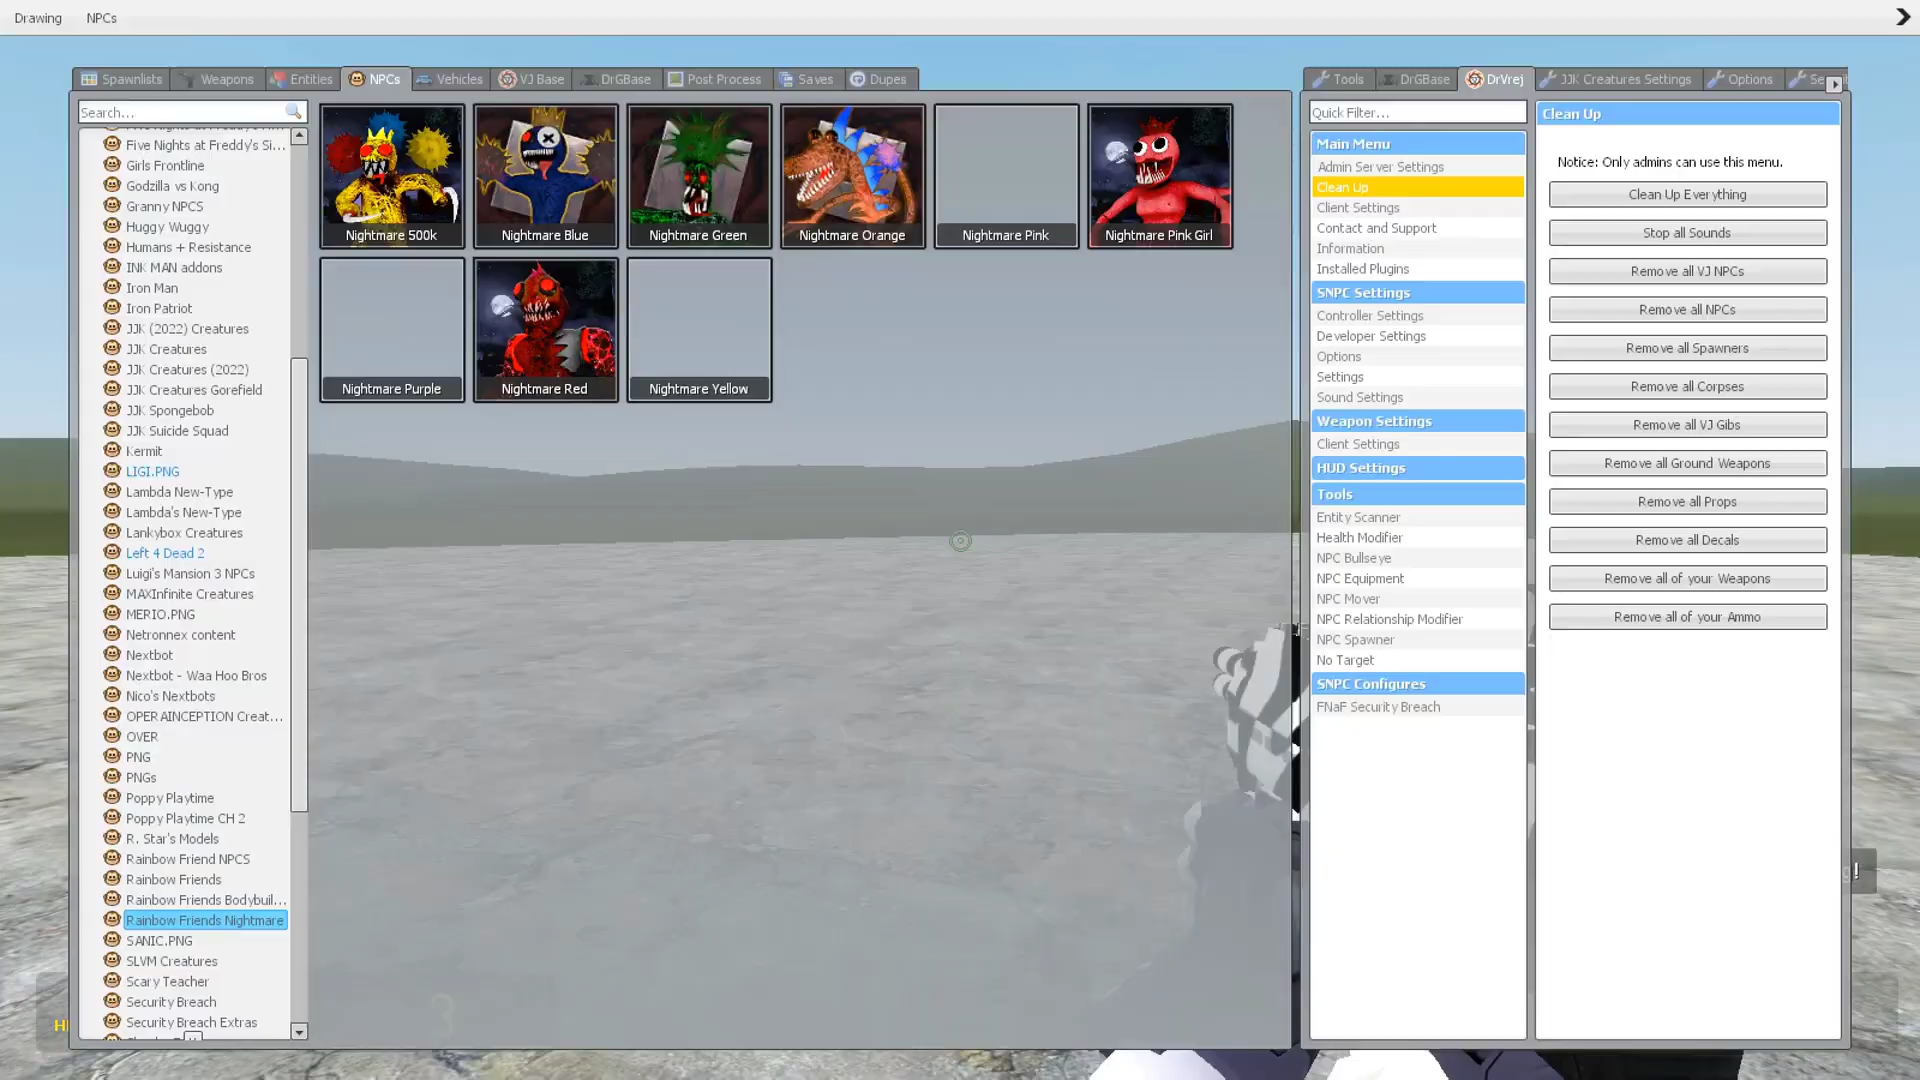 Drawing NPCs
Spawnlists Weapons Entities NPCs Vehicles VJ Base DrGBase Post Process Saves Dupes
Search...
Five Nights at Freddy's Si...
Girls Frontline
Godzilla vs Kong
Granny NPCS
Huggy Wuggy
Humans + Resistance
INK MAN addons
Iron Man
Iron Patriot
JJK (2022) Creatures
JJK Creatures
JJK Creatures (2022)
JJK Creatures Gorefield
JJK Spongebob
JJK Suicide Squad
Kermit
LIGI.PNG
Lambda New-Type
Lambda's New-Type
Lankybox Creatures
Left 4 Dead 2
Luigi's Mansion 3 NPCs
MAXInfinite Creatures
MERIO.PNG
Netronnex content
Nextbot
Nextbot - Waa Hoo Bros
Nico's Nextbots
OPERAINCEPTION Creat...
OVER
PNG
PNGs
Poppy Playtime
Poppy Playtime CH 2
R. Star's Models
Rainbow Friend NPCS
Rainbow Friends
Rainbow Friends Bodybuil...
Rainbow Friends Nightmare
SANIC.PNG
SLVM Creatures
Scary Teacher
Security Breach
Security Breach Extras
Nightmare 500k
Nightmare Blue
Nightmare Green
Nightmare Orange
Nightmare Pink
Nightmare Pink Girl
Nightmare Purple
Nightmare Red
Nightmare Yellow
Tools DrGBase DrVrej JJK Creatures Settings Options Se
Quick Filter...
Main Menu
Admin Server Settings
Clean Up
Client Settings
Contact and Support
Information
Installed Plugins
SNPC Settings
Controller Settings
Developer Settings
Options
Settings
Sound Settings
Weapon Settings
Client Settings
HUD Settings
Tools
Entity Scanner
Health Modifier
NPC Bullseye
NPC Equipment
NPC Mover
NPC Relationship Modifier
NPC Spawner
No Target
SNPC Configures
FNaF Security Breach
Clean Up
Notice: Only admins can use this menu.
Clean Up Everything
Stop all Sounds
Remove all VJ NPCs
Remove all NPCs
Remove all Spawners
Remove all Corpses
Remove all VJ Gibs
Remove all Ground Weapons
Remove all Props
Remove all Decals
Remove all of your Weapons
Remove all of your Ammo